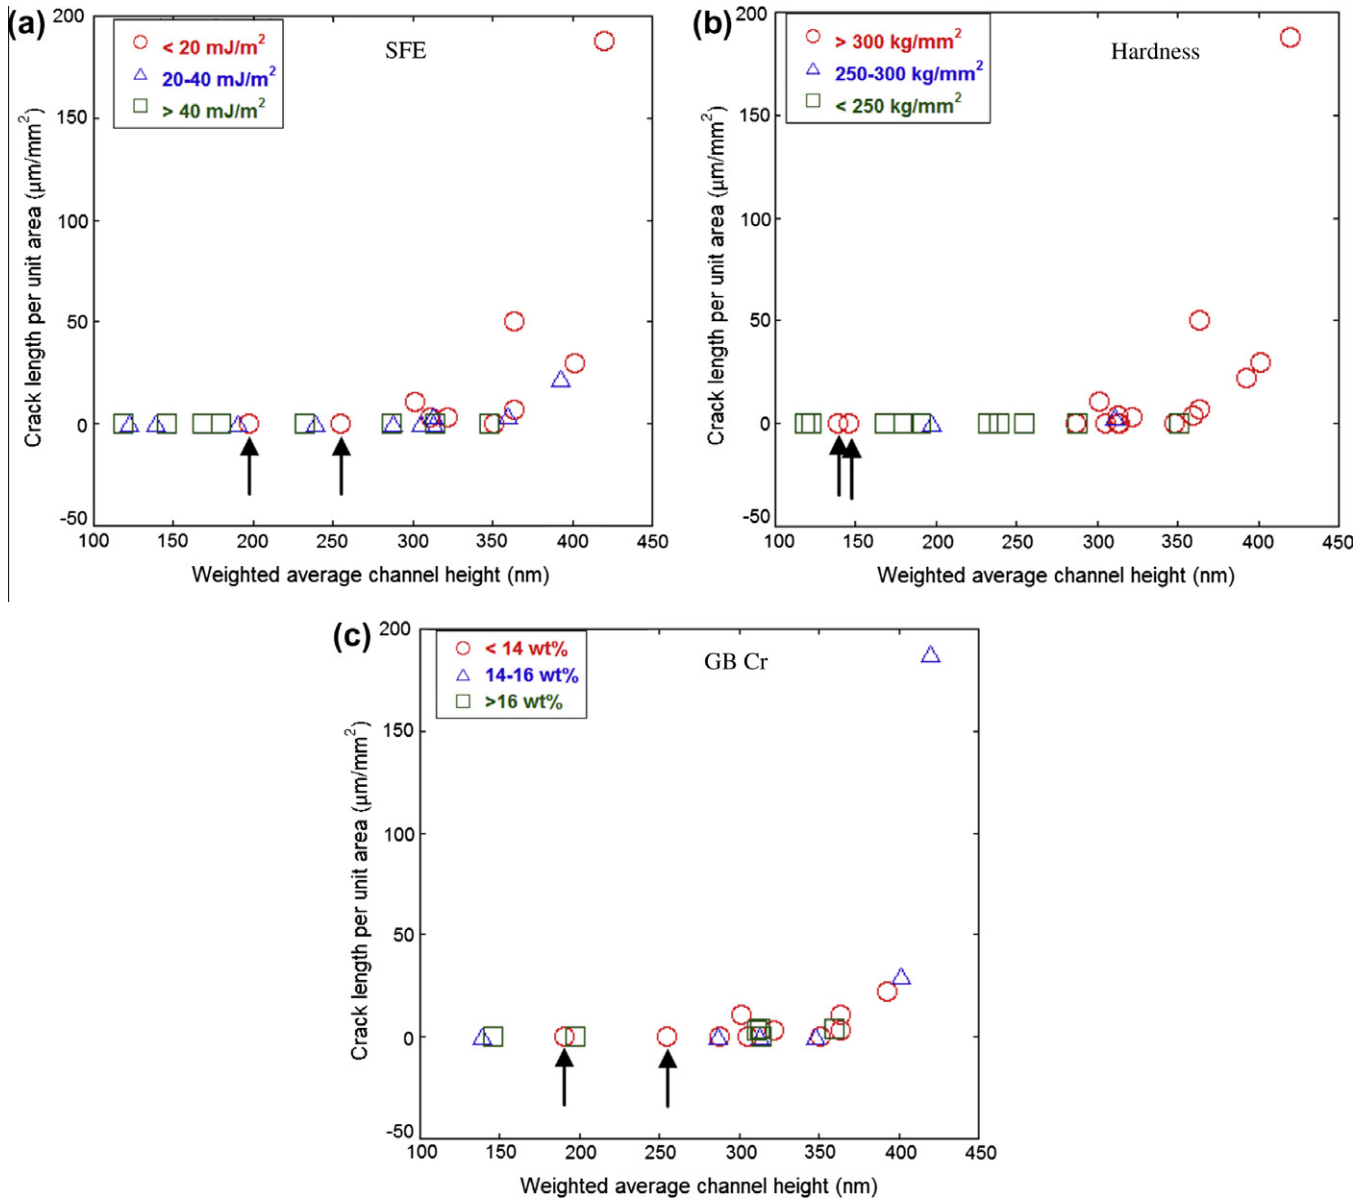 (a)
SFE
< 20 mJ/m²
20-40 mJ/m²
> 40 mJ/m²
200
150
100
50
0
-50
Crack length per unit area (µm/mm²)
100 150 200 250 300 350 400 450
Weighted average channel height (nm)
(b)
Hardness
> 300 kg/mm²
250-300 kg/mm²
< 250 kg/mm²
200
150
100
50
0
-50
Crack length per unit area (µm/mm²)
100 150 200 250 300 350 400 450
Weighted average channel height (nm)
(c)
GB Cr
< 14 wt%
14-16 wt%
>16 wt%
200
150
100
50
0
-50
Crack length per unit area (µm/mm²)
100 150 200 250 300 350 400 450
Weighted average channel height (nm)